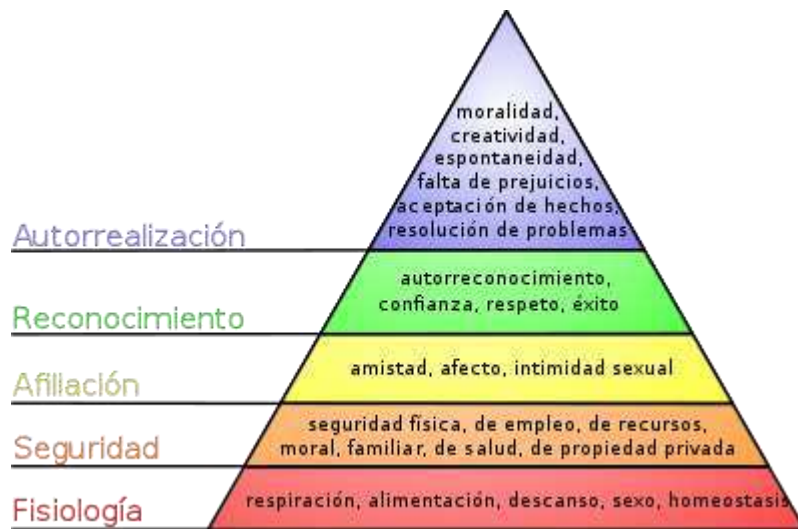 moralidad,
creatividad,
espontaneidad,
falta de prejuicios,
aceptación de hechos,
resolución de problemas
Autorrealización
autorreconocimiento,
confianza, respeto, éxito
Reconocimiento
amistad, afecto, intimidad sexual
Afiliación
seguridad física, de empleo, de recursos,
moral, familiar, de salud, de propiedad privada
Seguridad
respiración, alimentación, descanso, sexo, homeostasis
Fisiología